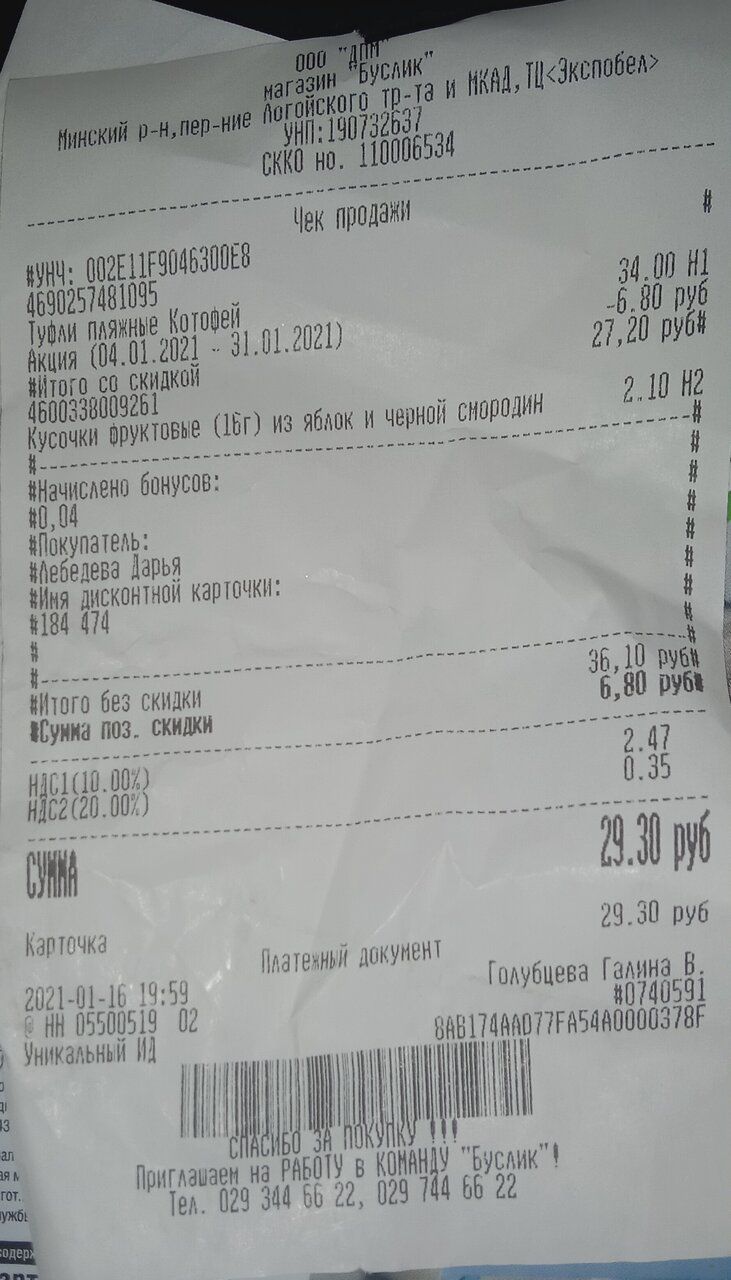 ООО "ДПМ"
магазин "Буслик"
Минский р-н,пер-ние Логойского тр-та и МКАД,ТЦ<Экспобел>
УНП:190732637
СККО но. 110006534
Чек продажи #
#УНЧ: 002E11F9046300E8
4690257481095 34.00 Н1
Туфли пляжные Котофей -6.80 руб
Акция (04.01.2021 - 31.01.2021) 27,20 руб#
#Итого со скидкой
4600338009261 2.10 Н2
Кусочки фруктовые (16г) из яблок и черной смородин
# #
#Начислено бонусов: #
#0,04 #
#Покупатель: #
#Лебедева Дарья #
#Имя дисконтной карточки: #
#184 474 #
# #
# #
#Итого без скидки 36,10 руб#
#Сумма поз. скидки 6,80 руб#
НДС1(10.00%) 2.47
НДС2(20.00%) 0.35
СУММА 29.30 руб
Карточка 29.30 руб
Платежный документ
2021-01-16 19:59 Голубцева Галина В.
@ НН 05500519 02 #0740591
Уникальный ИД 8AB174AAD77FA54A0000378F
СПАСИБО ЗА ПОКУПКУ !!!
Приглашаем на РАБОТУ в КОМАНДУ "Буслик"!
Тел. 029 344 66 22, 029 744 66 22